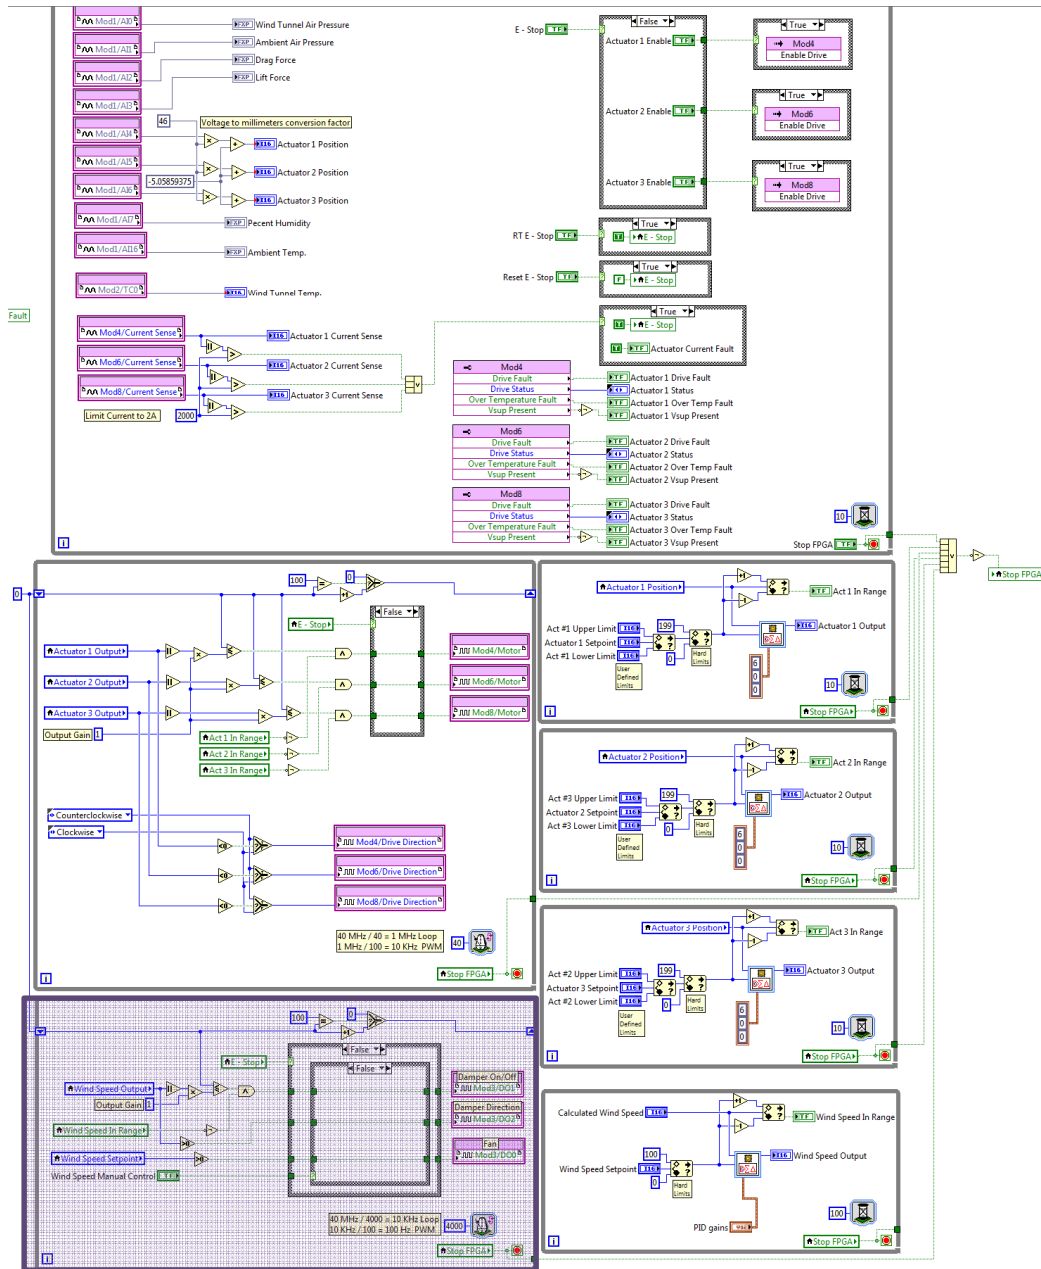 Mod1/AI0
Wind Tunnel Air Pressure
Mod1/AI1
Ambient Air Pressure
Mod1/AI2
Drag Force
Mod1/AI3
Lift Force
46
Voltage to millimeters conversion factor
Mod1/AI4
Actuator 1 Position
Mod1/AI5
Actuator 2 Position
Mod1/AI6
-5.05859375
Actuator 3 Position
Mod1/AI7
Pecent Humidity
Mod1/AI16
Ambient Temp.
Mod2/TC0
Wind Tunnel Temp.
Fault
Mod4/Current Sense
Actuator 1 Current Sense
Mod6/Current Sense
Actuator 2 Current Sense
Mod8/Current Sense
Actuator 3 Current Sense
Limit Current to 2A
2000
E - Stop
False
Actuator 1 Enable
True
Mod4
Enable Drive
Actuator 2 Enable
True
Mod6
Enable Drive
Actuator 3 Enable
True
Mod8
Enable Drive
RT E - Stop
True
E - Stop
Reset E - Stop
True
E - Stop
True
E - Stop
Actuator Current Fault
Mod4
Drive Fault
Drive Status
Over Temperature Fault
Vsup Present
Actuator 1 Drive Fault
Actuator 1 Status
Actuator 1 Over Temp Fault
Actuator 1 Vsup Present
Mod6
Drive Fault
Drive Status
Over Temperature Fault
Vsup Present
Actuator 2 Drive Fault
Actuator 2 Status
Actuator 2 Over Temp Fault
Actuator 2 Vsup Present
Mod8
Drive Fault
Drive Status
Over Temperature Fault
Vsup Present
Actuator 3 Drive Fault
Actuator 3 Status
Actuator 3 Over Temp Fault
Actuator 3 Vsup Present
10
Stop FPGA
Stop FPGA
0
100
0
False
E - Stop
Actuator 1 Output
Mod4/Motor
Actuator 2 Output
Mod6/Motor
Actuator 3 Output
Mod8/Motor
Output Gain
1
Act 1 In Range
Act 2 In Range
Act 3 In Range
Counterclockwise
Clockwise
Mod4/Drive Direction
Mod6/Drive Direction
Mod8/Drive Direction
40 MHz / 40 = 1 MHz Loop
1 MHz / 100 = 10 KHz PWM
40
Stop FPGA
Actuator 1 Position
Act 1 In Range
Act #1 Upper Limit
Actuator 1 Setpoint
Act #1 Lower Limit
199
0
User
Defined
Limits
Hard
Limits
Actuator 1 Output
6
0
0
10
Stop FPGA
Actuator 2 Position
Act 2 In Range
Act #3 Upper Limit
Actuator 2 Setpoint
Act #3 Lower Limit
199
0
User
Defined
Limits
Hard
Limits
Actuator 2 Output
6
0
0
10
Stop FPGA
Actuator 3 Position
Act 3 In Range
Act #2 Upper Limit
Actuator 3 Setpoint
Act #2 Lower Limit
199
0
User
Defined
Limits
Hard
Limits
Actuator 3 Output
6
0
0
10
Stop FPGA
100
0
False
False
E - Stop
Wind Speed Output
Output Gain
1
Wind Speed In Range
Wind Speed Setpoint
Wind Speed Manual Control
Damper On/Off
Mod3/DO1
Damper Direction
Mod3/DO2
Fan
Mod3/DO0
40 MHz / 4000 = 10 KHz Loop
10 KHz / 100 = 100 Hz PWM
4000
Stop FPGA
Calculated Wind Speed
Wind Speed In Range
100
Wind Speed Setpoint
0
Hard
Limits
Wind Speed Output
PID gains
100
Stop FPGA